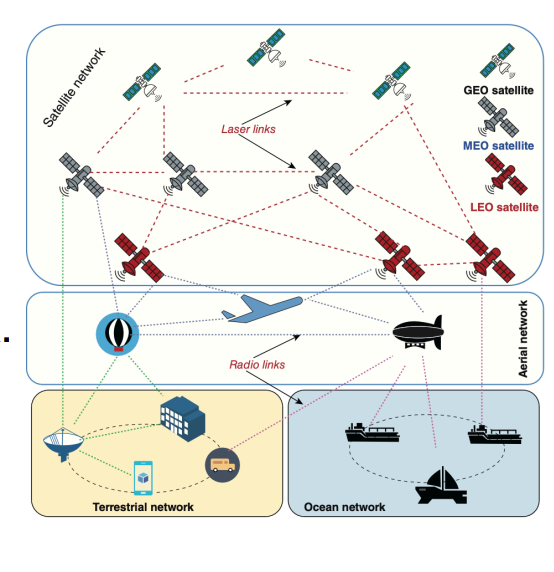 Satellite network
GEO satellite
Laser links
MEO satellite
LEO satellite
Aerial network
Radio links
Terrestrial network
Ocean network